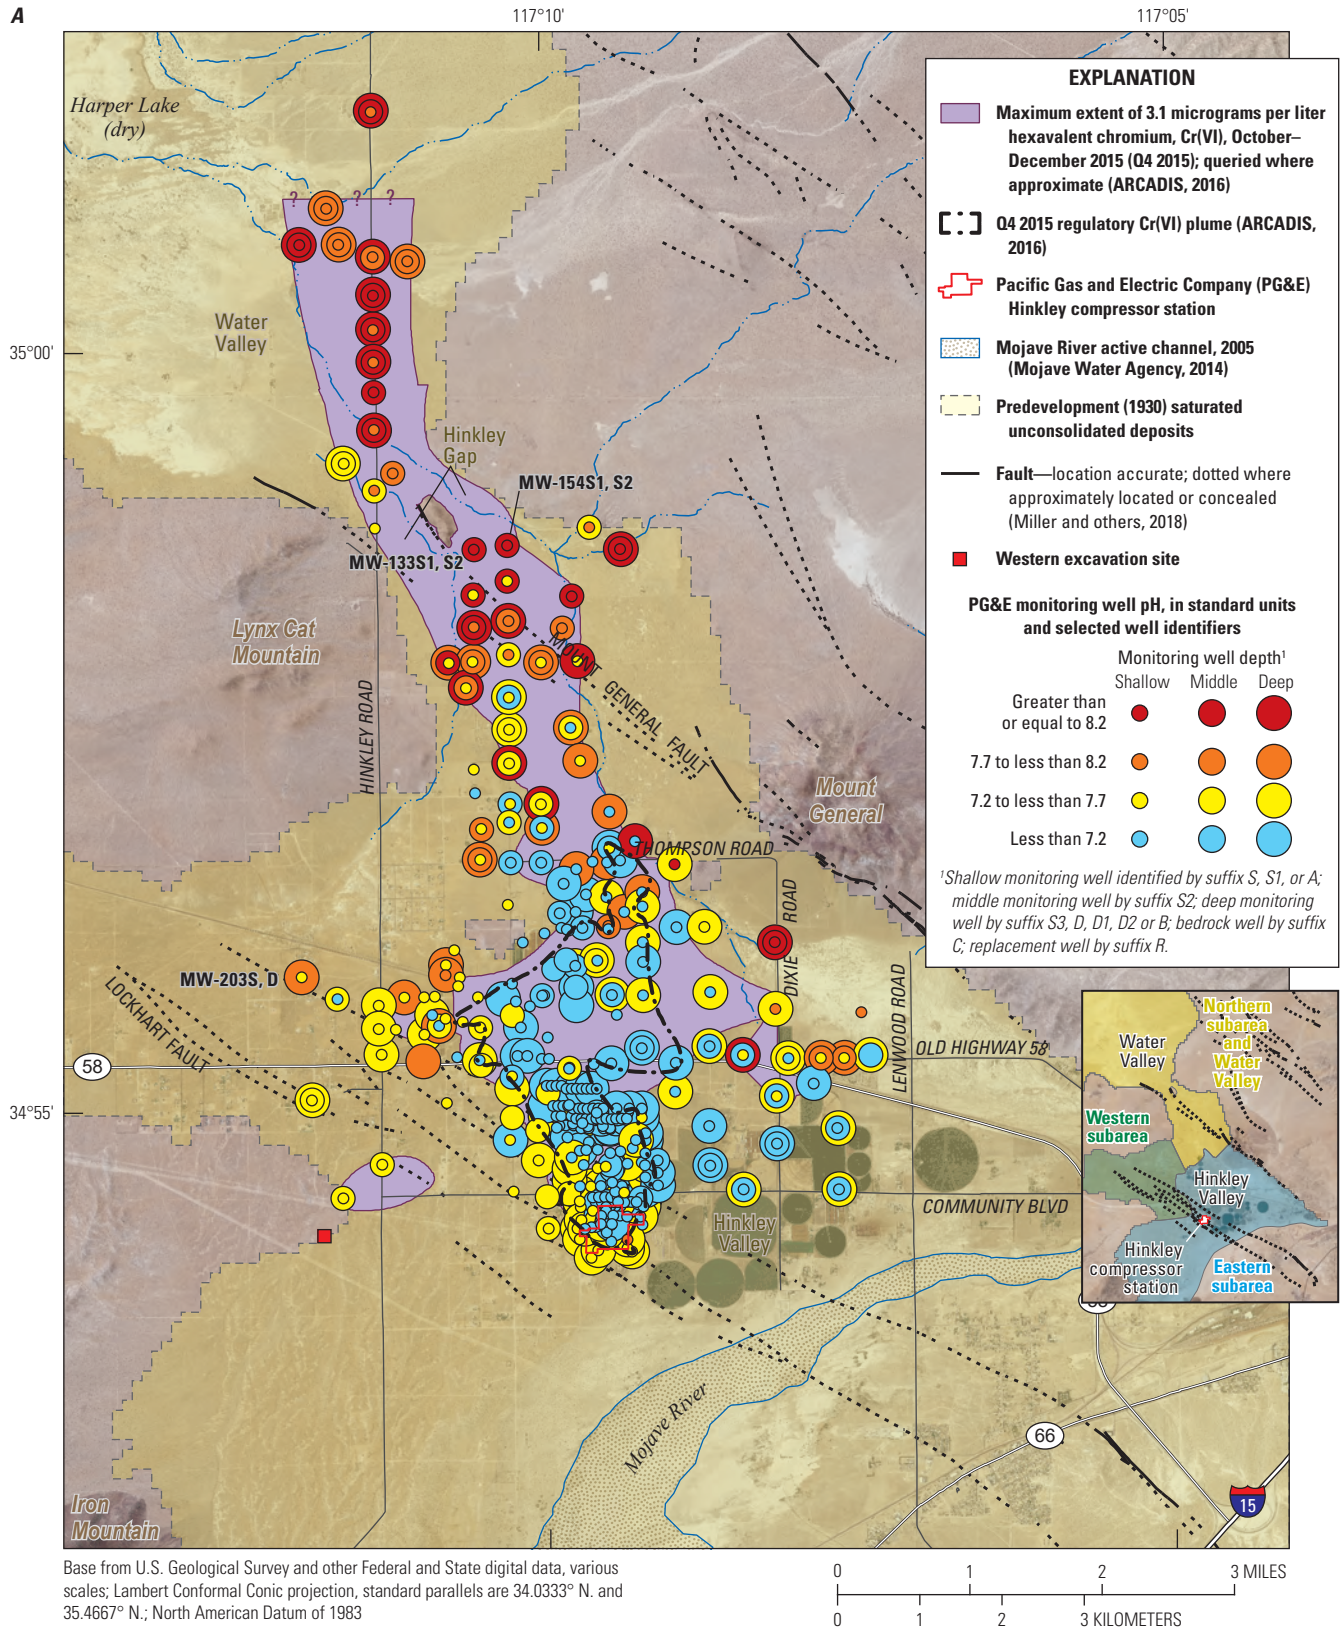 A
117°10'
117°05'
Harper Lake
(dry)
? ? ?
Water
Valley
35°00'
Hinkley
Gap
MW-154S1, S2
MW-133S1, S2
Lynx Cat
Mountain
HINKLEY ROAD
MOUNT GENERAL FAULT
Mount
General
THOMPSON ROAD
DIXIE ROAD
LENWOOD ROAD
MW-203S, D
LOCKHART FAULT
OLD HIGHWAY 58
58
34°55'
COMMUNITY BLVD
Hinkley
Valley
Mojave River
66
15
Iron
Mountain
EXPLANATION
Maximum extent of 3.1 micrograms per liter
hexavalent chromium, Cr(VI), October–
December 2015 (Q4 2015); queried where
approximate (ARCADIS, 2016)
Q4 2015 regulatory Cr(VI) plume (ARCADIS,
2016)
Pacific Gas and Electric Company (PG&E)
Hinkley compressor station
Mojave River active channel, 2005
(Mojave Water Agency, 2014)
Predevelopment (1930) saturated
unconsolidated deposits
Fault—location accurate; dotted where
approximately located or concealed
(Miller and others, 2018)
Western excavation site
PG&E monitoring well pH, in standard units
and selected well identifiers
Monitoring well depth1
Shallow Middle Deep
Greater than
or equal to 8.2
7.7 to less than 8.2
7.2 to less than 7.7
Less than 7.2
1Shallow monitoring well identified by suffix S, S1, or A;
middle monitoring well by suffix S2; deep monitoring
well by suffix S3, D, D1, D2 or B; bedrock well by suffix
C; replacement well by suffix R.
Northern
subarea
and
Water
Valley
Water
Valley
Western
subarea
Hinkley
Valley
Hinkley
compressor
station
Eastern
subarea
Base from U.S. Geological Survey and other Federal and State digital data, various
scales; Lambert Conformal Conic projection, standard parallels are 34.0333° N. and
35.4667° N.; North American Datum of 1983
0 1 2 3 MILES
0 1 2 3 KILOMETERS